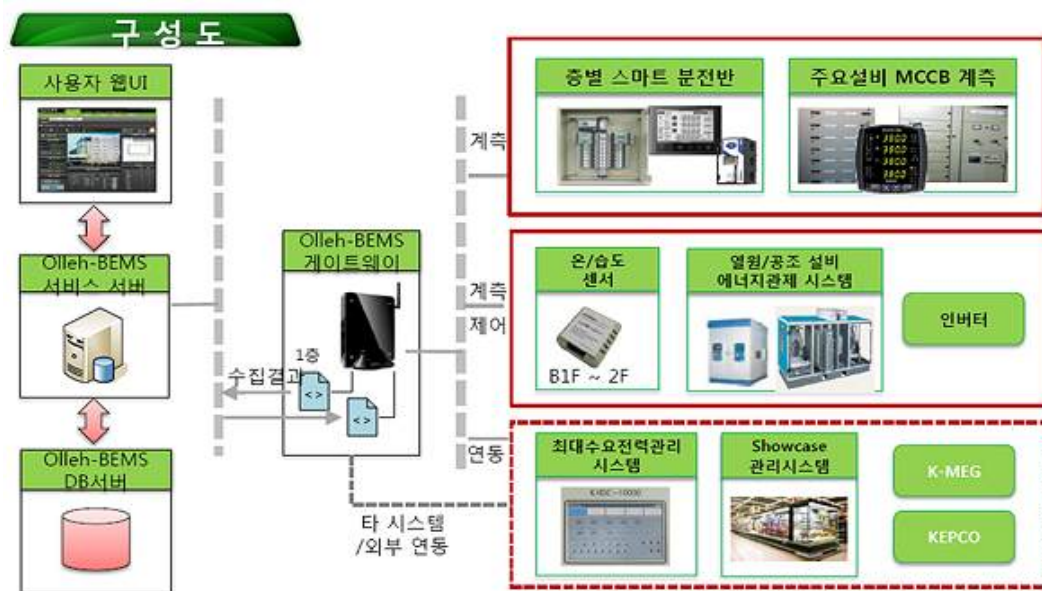 구 성 도
사용자 웹UI
Olleh-BEMS
서비스 서버
Olleh-BEMS
DB서버
Olleh-BEMS
게이트웨이
1층
수집결과
타 시스템
/외부 연동
계측
계측
제어
연동
층별 스마트 분전반
주요설비 MCCB 계측
온/습도
센서
B1F ~ 2F
열원/공조 설비
에너지관제 시스템
인버터
최대수요전력관리
시스템
Showcase
관리시스템
K-MEG
KEPCO